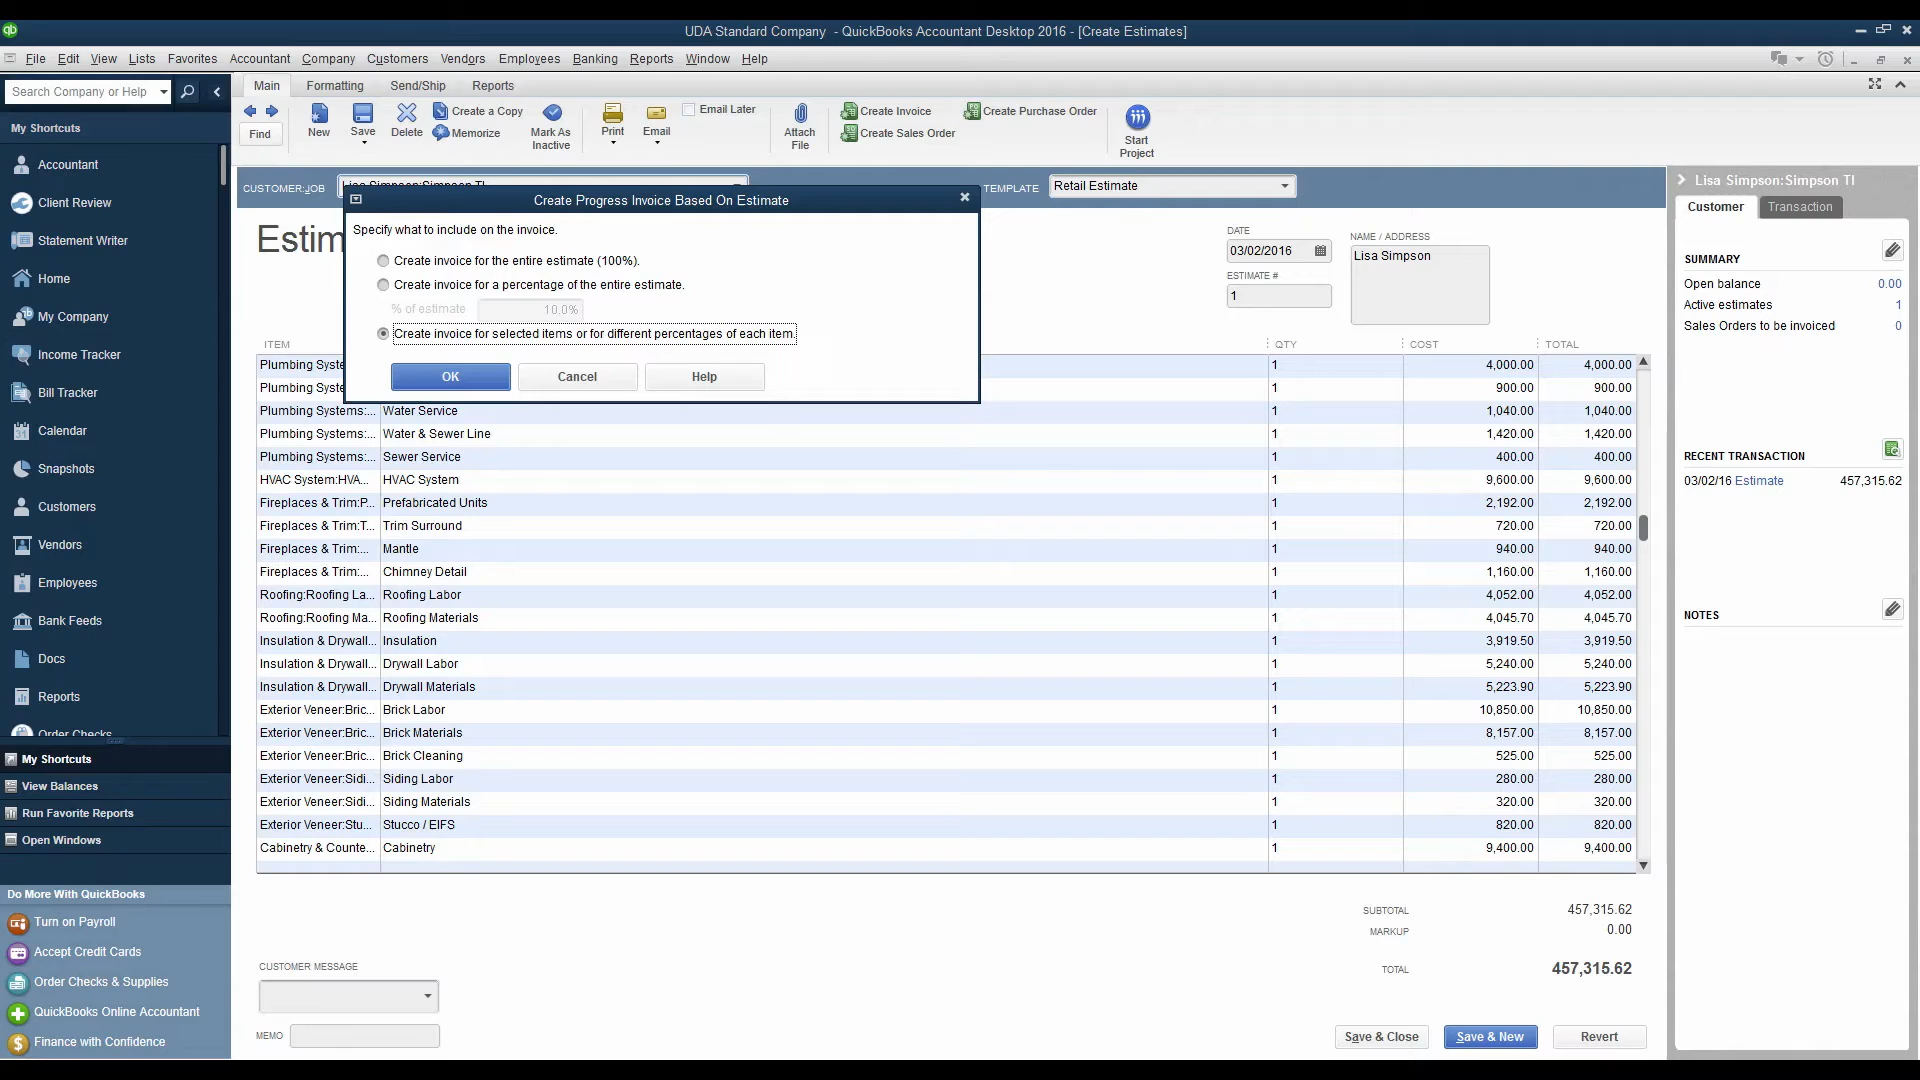 UDA Standard Company - QuickBooks Accountant Desktop 2016 - [Create Estimates]
File Edit View Lists Favorites Accountant Company Customers Vendors Employees Banking Reports Window Help
Search Company or Help
My Shortcuts
Accountant
Client Review
Statement Writer
Home
My Company
Income Tracker
Bill Tracker
Calendar
Snapshots
Customers
Vendors
Employees
Bank Feeds
Docs
Reports
Order Checks
My Shortcuts
View Balances
Run Favorite Reports
Open Windows
Do More With QuickBooks
Turn on Payroll
Accept Credit Cards
Order Checks & Supplies
QuickBooks Online Accountant
Finance with Confidence
Main Formatting Send/Ship Reports
Find New Save Delete Create a Copy Memorize Mark As Inactive Print Email Email Later Attach File Create Invoice Create Sales Order Create Purchase Order Start Project
CUSTOMER:JOB Lisa Simpson:Simpson TI TEMPLATE Retail Estimate
Create Progress Invoice Based On Estimate
Specify what to include on the invoice.
Create invoice for the entire estimate (100%).
Create invoice for a percentage of the entire estimate.
% of estimate 10.0%
Create invoice for selected items or for different percentages of each item.
OK Cancel Help
Estim
DATE
03/02/2016
ESTIMATE #
1
NAME / ADDRESS
Lisa Simpson
ITEM QTY COST TOTAL
Plumbing Syste 1 4,000.00 4,000.00
Plumbing Syste 1 900.00 900.00
Plumbing Systems:... Water Service 1 1,040.00 1,040.00
Plumbing Systems:... Water & Sewer Line 1 1,420.00 1,420.00
Plumbing Systems:... Sewer Service 1 400.00 400.00
HVAC System:HVA... HVAC System 1 9,600.00 9,600.00
Fireplaces & Trim:P... Prefabricated Units 1 2,192.00 2,192.00
Fireplaces & Trim:T... Trim Surround 1 720.00 720.00
Fireplaces & Trim:... Mantle 1 940.00 940.00
Fireplaces & Trim:... Chimney Detail 1 1,160.00 1,160.00
Roofing:Roofing La... Roofing Labor 1 4,052.00 4,052.00
Roofing:Roofing Ma... Roofing Materials 1 4,045.70 4,045.70
Insulation & Drywall... Insulation 1 3,919.50 3,919.50
Insulation & Drywall... Drywall Labor 1 5,240.00 5,240.00
Insulation & Drywall... Drywall Materials 1 5,223.90 5,223.90
Exterior Veneer:Bric... Brick Labor 1 10,850.00 10,850.00
Exterior Veneer:Bric... Brick Materials 1 8,157.00 8,157.00
Exterior Veneer:Bric... Brick Cleaning 1 525.00 525.00
Exterior Veneer:Sidi... Siding Labor 1 280.00 280.00
Exterior Veneer:Sidi... Siding Materials 1 320.00 320.00
Exterior Veneer:Stu... Stucco / EIFS 1 820.00 820.00
Cabinetry & Counte... Cabinetry 1 9,400.00 9,400.00
SUBTOTAL 457,315.62
MARKUP 0.00
TOTAL 457,315.62
CUSTOMER MESSAGE
MEMO
Save & Close Save & New Revert
Lisa Simpson:Simpson TI
Customer Transaction
SUMMARY
Open balance 0.00
Active estimates 1
Sales Orders to be invoiced 0
RECENT TRANSACTION
03/02/16 Estimate 457,315.62
NOTES